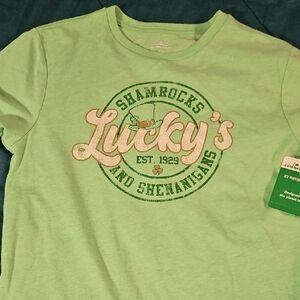 SHAMROCKS
Lucky's
EST. 1929
AND SHENANIGANS